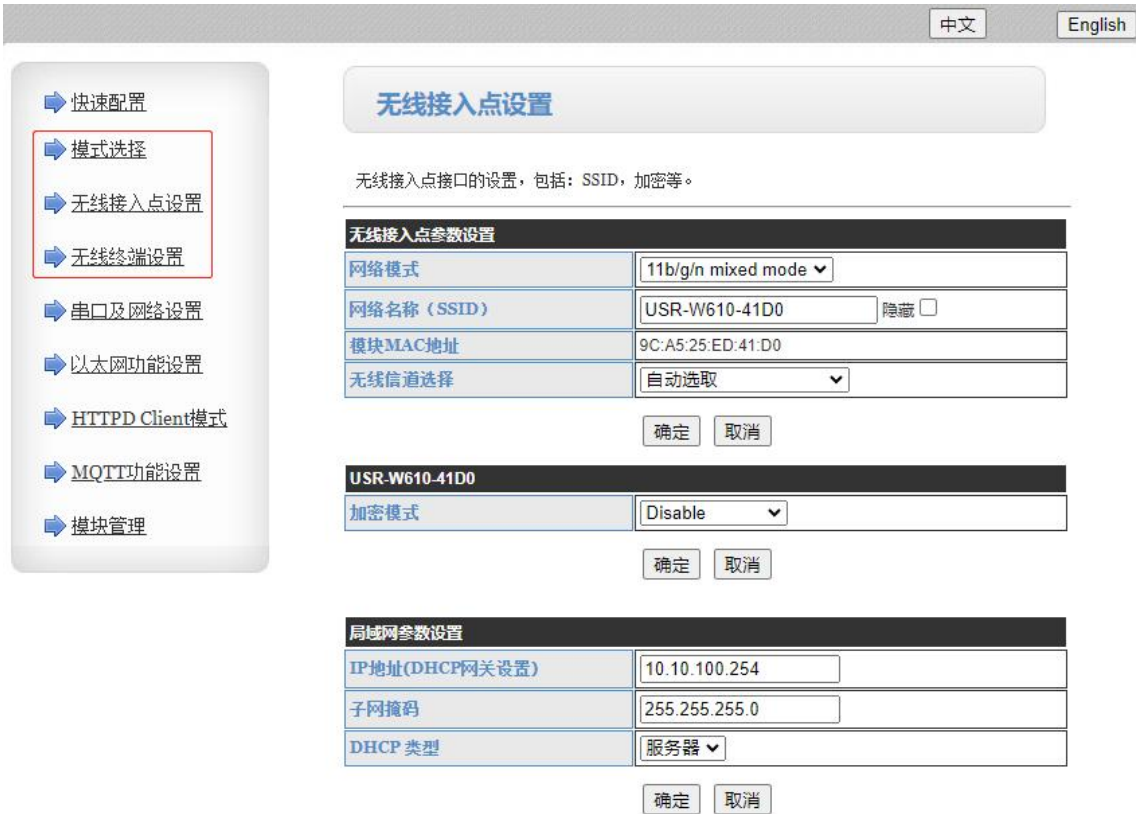 中文 English
快速配置
模式选择
无线接入点设置
无线终端设置
串口及网络设置
以太网功能设置
HTTPD Client模式
MQTT功能设置
模块管理
无线接入点设置
无线接入点接口的设置，包括：SSID，加密等。
无线接入点参数设置
网络模式 11b/g/n mixed mode
网络名称（SSID） USR-W610-41D0 隐藏
模块MAC地址 9C:A5:25:ED:41:D0
无线信道选择 自动选取
确定 取消
USR-W610-41D0
加密模式 Disable
确定 取消
局域网参数设置
IP地址(DHCP网关设置) 10.10.100.254
子网掩码 255.255.255.0
DHCP 类型 服务器
确定 取消